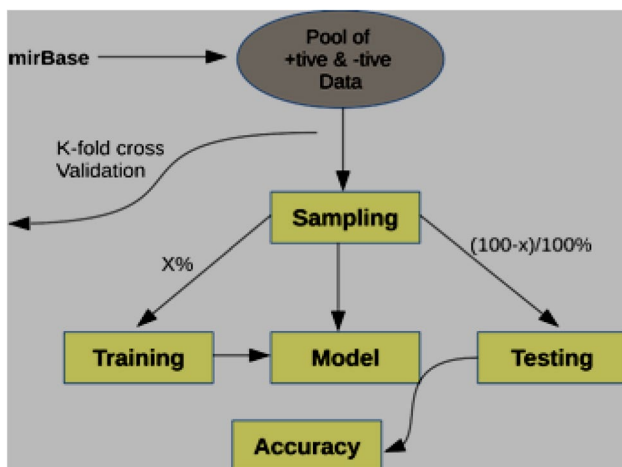 Pool of
+tive & -tive
Data
mirBase
K-fold cross
Validation
Sampling
X%
(100-x)/100%
Training
Model
Testing
Accuracy